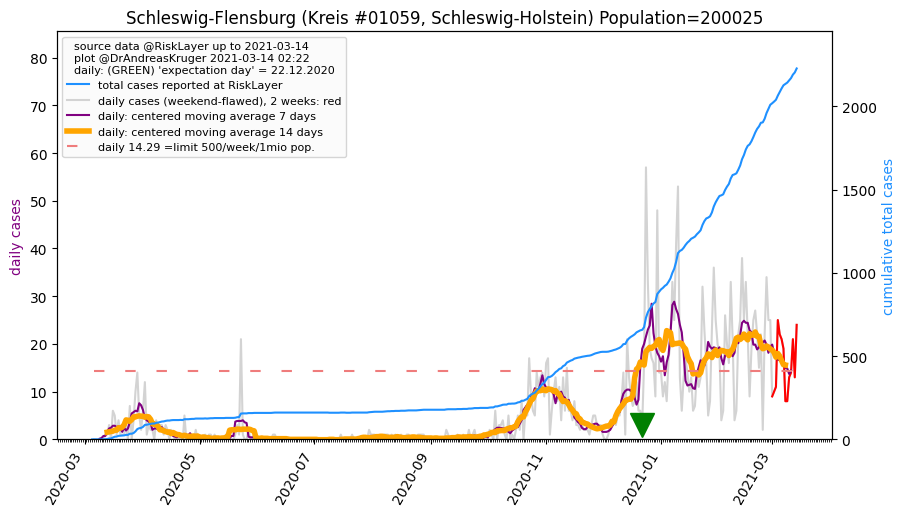 Schleswig-Flensburg (Kreis #01059, Schleswig-Holstein) Population=200025
source data @RiskLayer up to 2021-03-14
plot @DrAndreasKruger 2021-03-14 02:22
daily: (GREEN) 'expectation day' = 22.12.2020
total cases reported at RiskLayer
daily cases (weekend-flawed), 2 weeks: red
daily: centered moving average 7 days
daily: centered moving average 14 days
daily 14.29 =limit 500/week/1mio pop.
daily cases
80
70
60
50
40
30
20
10
0
cumulative total cases
2000
1500
1000
500
0
2020-03
2020-05
2020-07
2020-09
2020-11
2021-01
2021-03